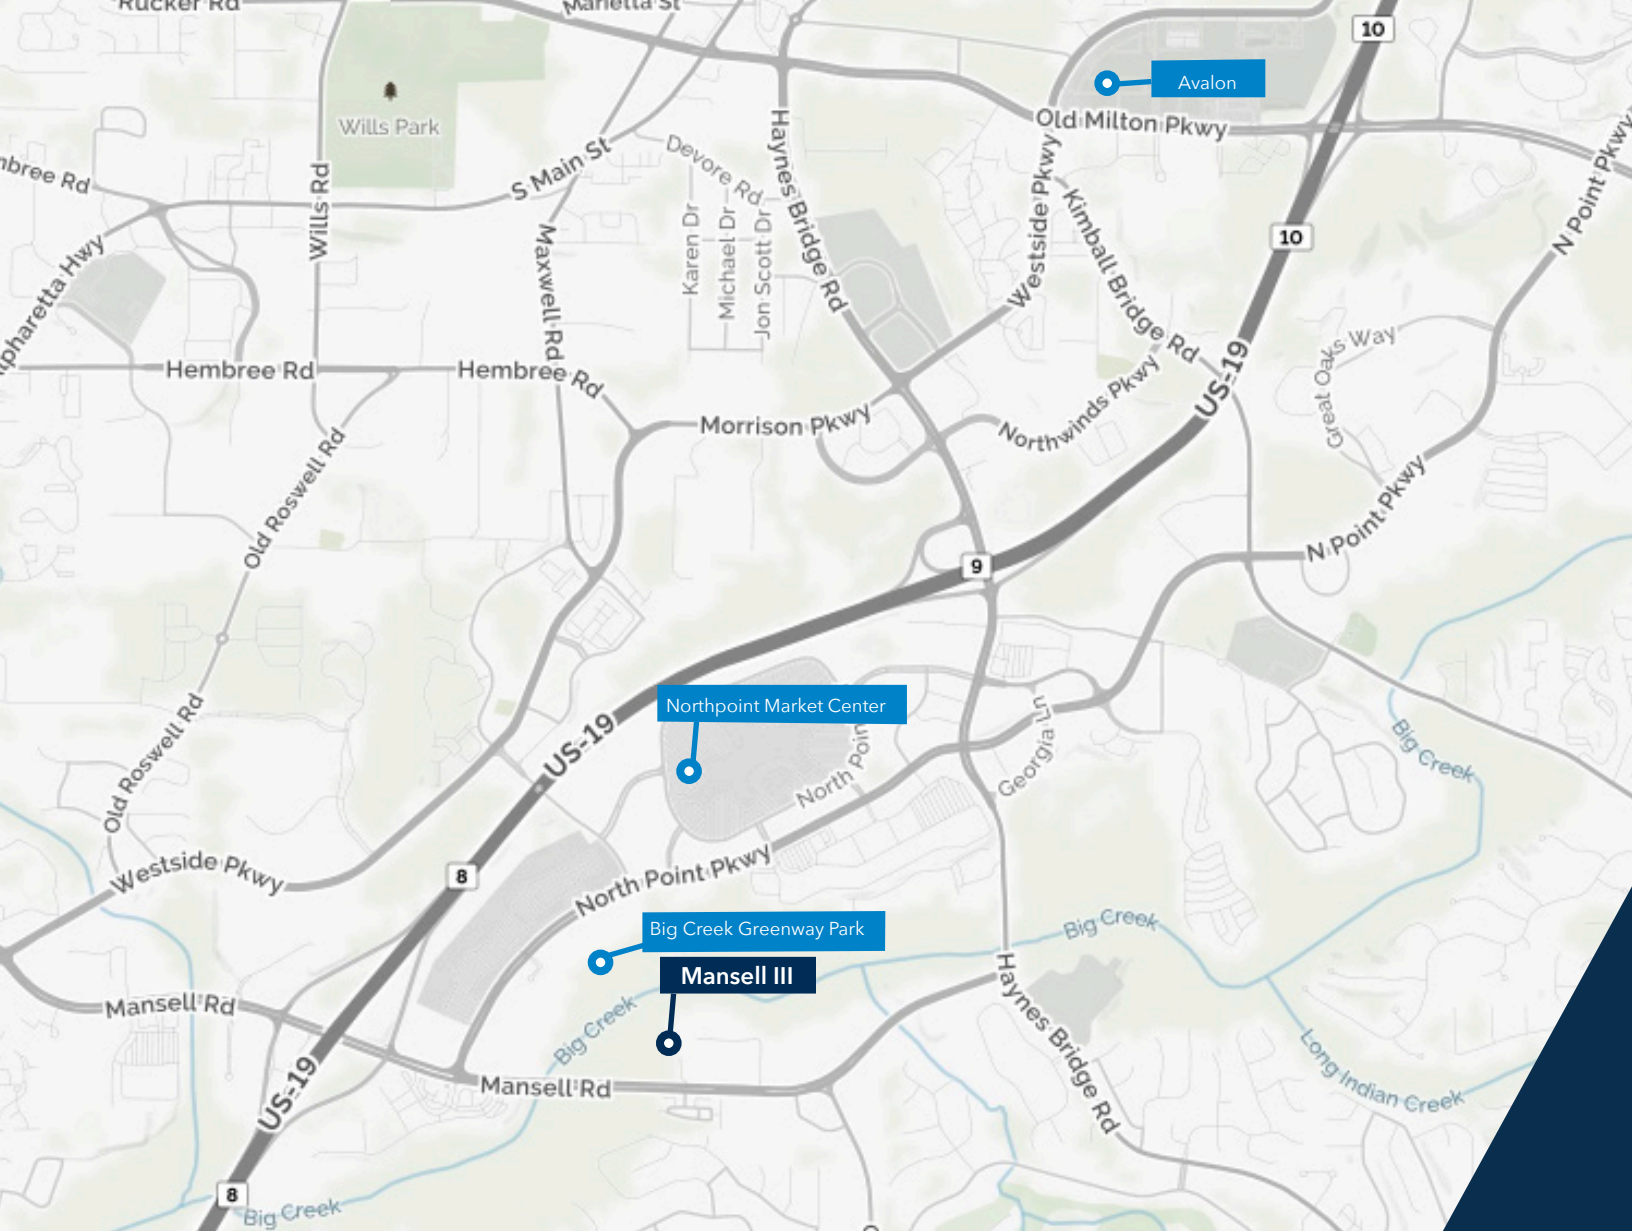 Rucker Rd
Marietta St
10
Avalon
Wills Park
Old Milton Pkwy
Haynes Bridge Rd
S Main St
Devore Rd
Wills Rd
Westside Pkwy
Kimball Bridge Rd
N Point Pkwy
Karen Dr
Michael Dr
Jon Scott Dr
Maxwell Rd
10
Great Oaks Way
Hembree Rd
Hembree Rd
US-19
Northwinds Pkwy
Morrison Pkwy
Old Roswell Rd
N Point Pkwy
9
Northpoint Market Center
US-19
Georgia Ln
Big Creek
North Poin
Old Roswell Rd
Westside Pkwy
8
North Point Pkwy
Big Creek Greenway Park
Big Creek
Mansell III
Mansell Rd
Big Creek
Haynes Bridge Rd
Long Indian Creek
US-19
Mansell Rd
8
Big Creek